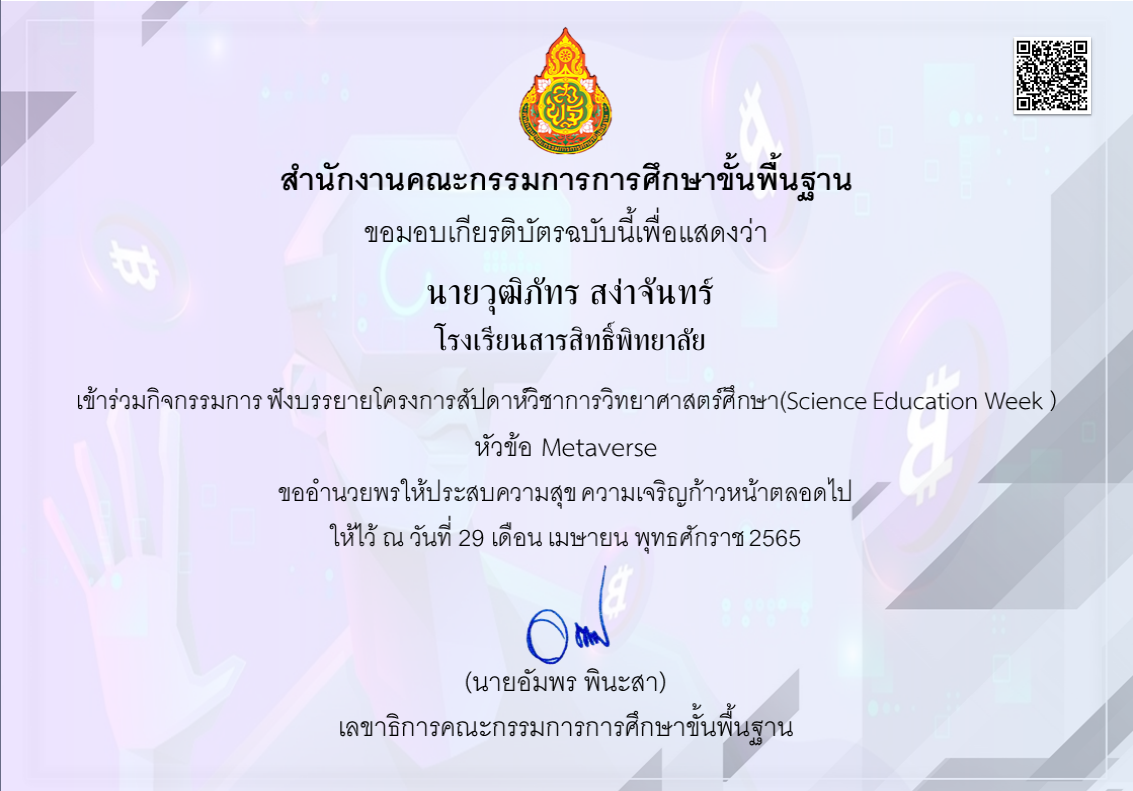 สำนักงานคณะกรรมการการศึกษาขั้นพื้นฐาน
ขอมอบเกียรติบัตรฉบับนี้เพื่อแสดงว่า
นายวุฒิภัทร สง่าจันทร์
โรงเรียนสารสิทธิ์พิทยาลัย
เข้าร่วมกิจกรรมการ ฟังบรรยายโครงการสัปดาห์วิชาการวิทยาศาสตร์ศึกษา(Science Education Week )
หัวข้อ Metaverse
ขออำนวยพรให้ประสบความสุข ความเจริญก้าวหน้าตลอดไป
ให้ไว้ ณ วันที่ 29 เดือน เมษายน พุทธศักราช 2565
(นายอัมพร พินะสา)
เลขาธิการคณะกรรมการการศึกษาขั้นพื้นฐาน